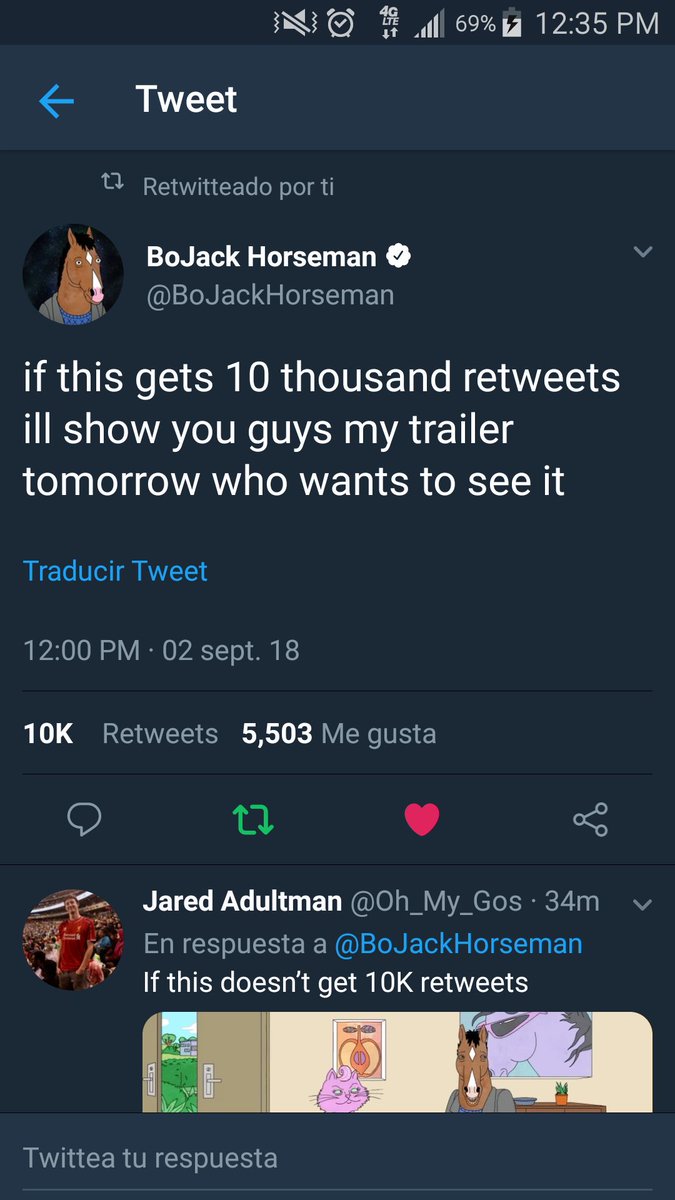 4G
LTE
69%
12:35 PM
Tweet
Retwitteado por ti
BoJack Horseman
@BoJackHorseman
if this gets 10 thousand retweets
ill show you guys my trailer
tomorrow who wants to see it
Traducir Tweet
12:00 PM · 02 sept. 18
10K Retweets 5,503 Me gusta
Jared Adultman @Oh_My_Gos · 34m
En respuesta a @BoJackHorseman
If this doesn’t get 10K retweets
Twittea tu respuesta